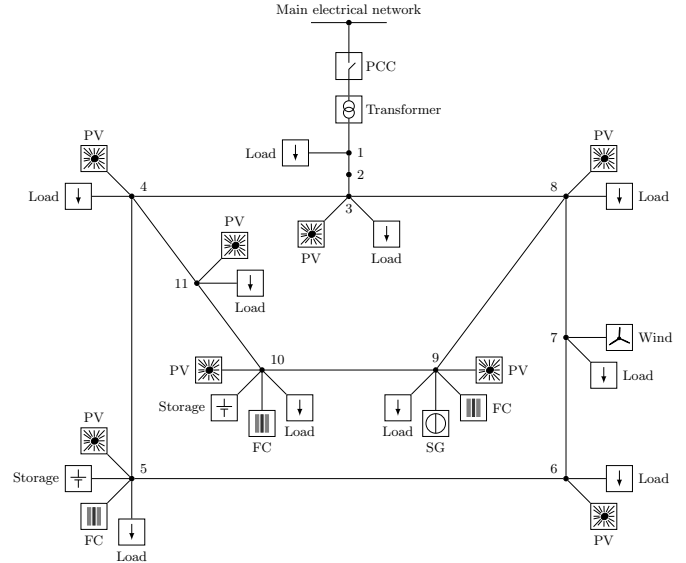 Main electrical network
PCC
Transformer
Load
1
2
3
PV
Load
PV
4
Load
PV
8
Load
PV
11
Load
7
Wind
Load
PV
10
Storage
FC
Load
9
PV
Load
SG
FC
PV
5
Storage
FC
Load
6
Load
PV